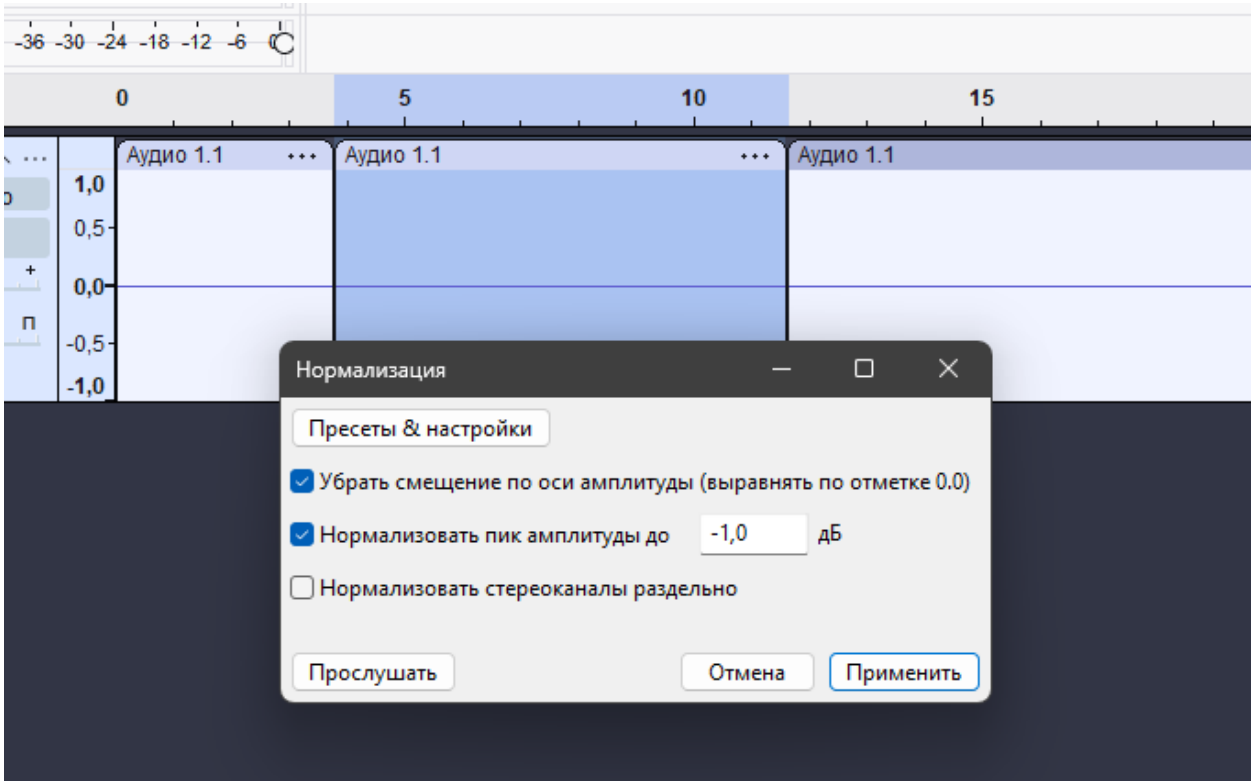 -36 -30 -24 -18 -12 -6 0
0 5 10 15
Аудио 1.1 ... Аудио 1.1 ... Аудио 1.1
1,0
0,5
+
0,0
П
-0,5
-1,0
Нормализация
Пресеты & настройки
Убрать смещение по оси амплитуды (выравнять по отметке 0.0)
Нормализовать пик амплитуды до -1,0 дБ
Нормализовать стереоканалы раздельно
Прослушать Отмена Применить